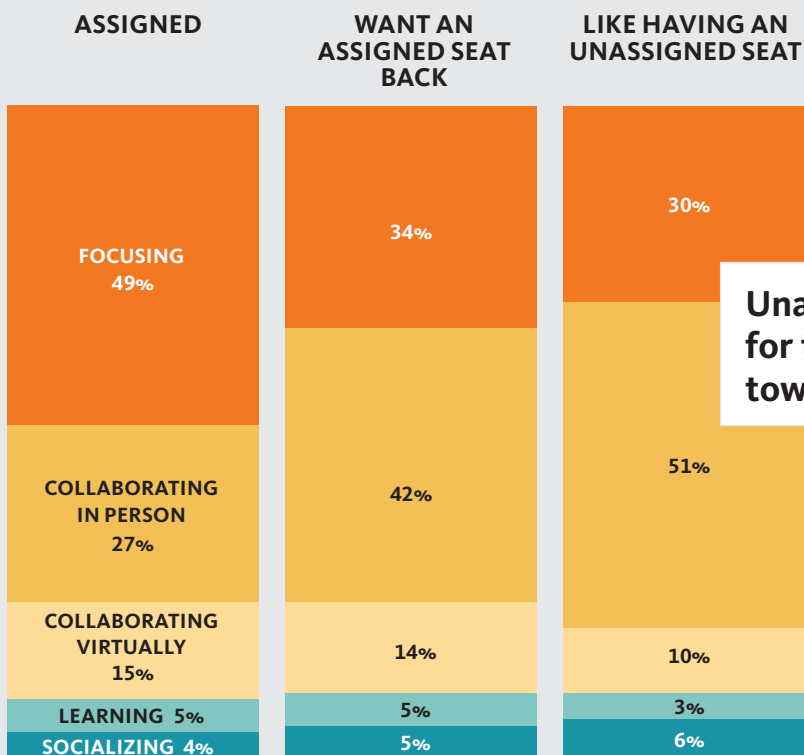 ASSIGNED
WANT AN
ASSIGNED SEAT
BACK
LIKE HAVING AN
UNASSIGNED SEAT
FOCUSING
49%
34%
30%
COLLABORATING
IN PERSON
27%
42%
51%
COLLABORATING
VIRTUALLY
15%
14%
10%
LEARNING 5%
5%
3%
SOCIALIZING 4%
5%
6%
for